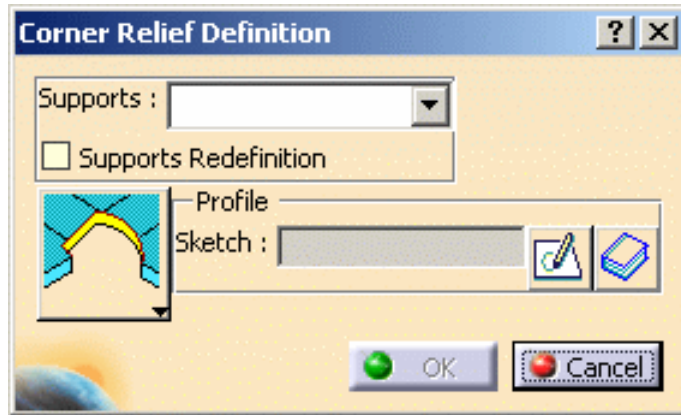 Corner Relief Definition
Supports :
Supports Redefinition
Profile
Sketch :
OK
Cancel